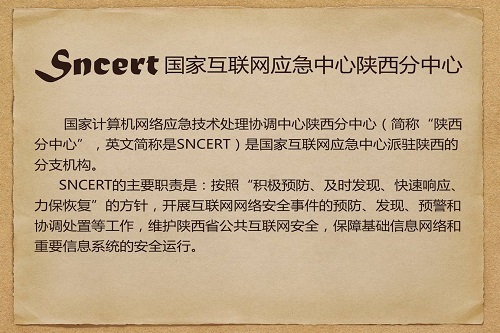 Sncert 国家互联网应急中心陕西分中心
国家计算机网络应急技术处理协调中心陕西分中心（简称“陕西
分中心”，英文简称是SNCERT）是国家互联网应急中心派驻陕西的
分支机构。
SNCERT的主要职责是：按照“积极预防、及时发现、快速响应、
力保恢复”的方针，开展互联网网络安全事件的预防、发现、预警和
协调处置等工作，维护陕西省公共互联网安全，保障基础信息网络和
重要信息系统的安全运行。